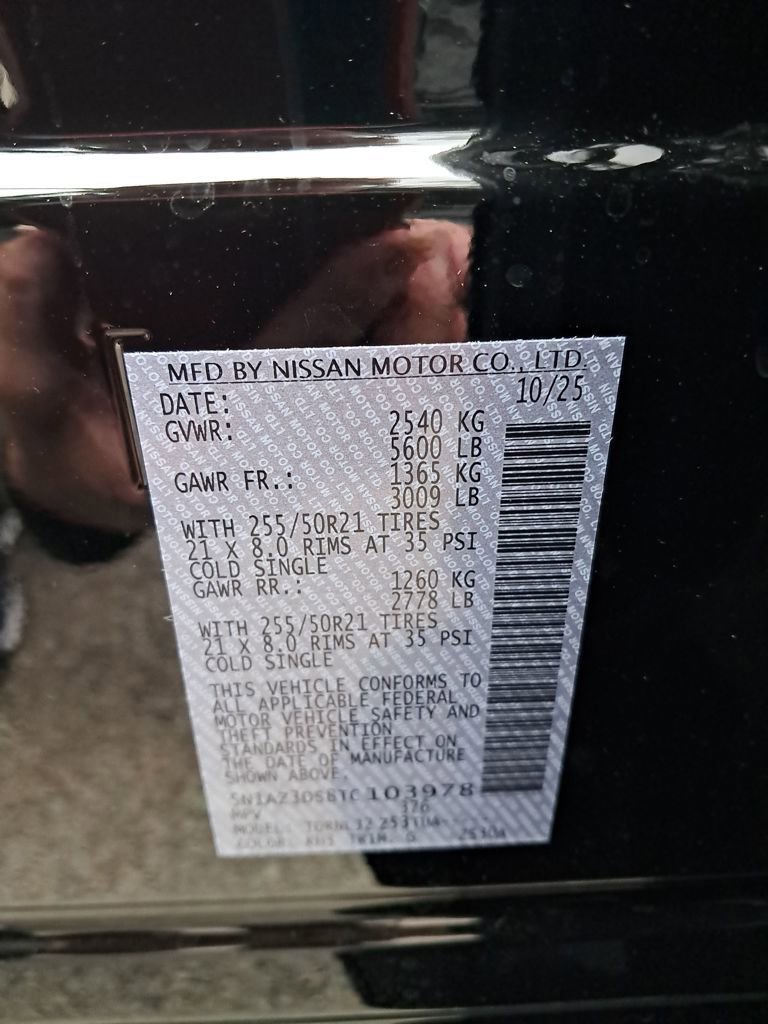 MFD BY NISSAN MOTOR CO., LTD.
DATE: 10/25
GVWR: 2540 KG
5600 LB
GAWR FR.: 1365 KG
3009 LB
WITH 255/50R21 TIRES
21 X 8.0 RIMS AT 35 PSI
COLD SINGLE
GAWR RR.: 1260 KG
2778 LB
WITH 255/50R21 TIRES
21 X 8.0 RIMS AT 35 PSI
COLD SINGLE
THIS VEHICLE CONFORMS TO
ALL APPLICABLE FEDERAL
MOTOR VEHICLE SAFETY AND
THEFT PREVENTION
STANDARDS IN EFFECT ON
THE DATE OF MANUFACTURE
SHOWN ABOVE.
103978
MPV 376
MODEL:
COLOR: TRIM: G